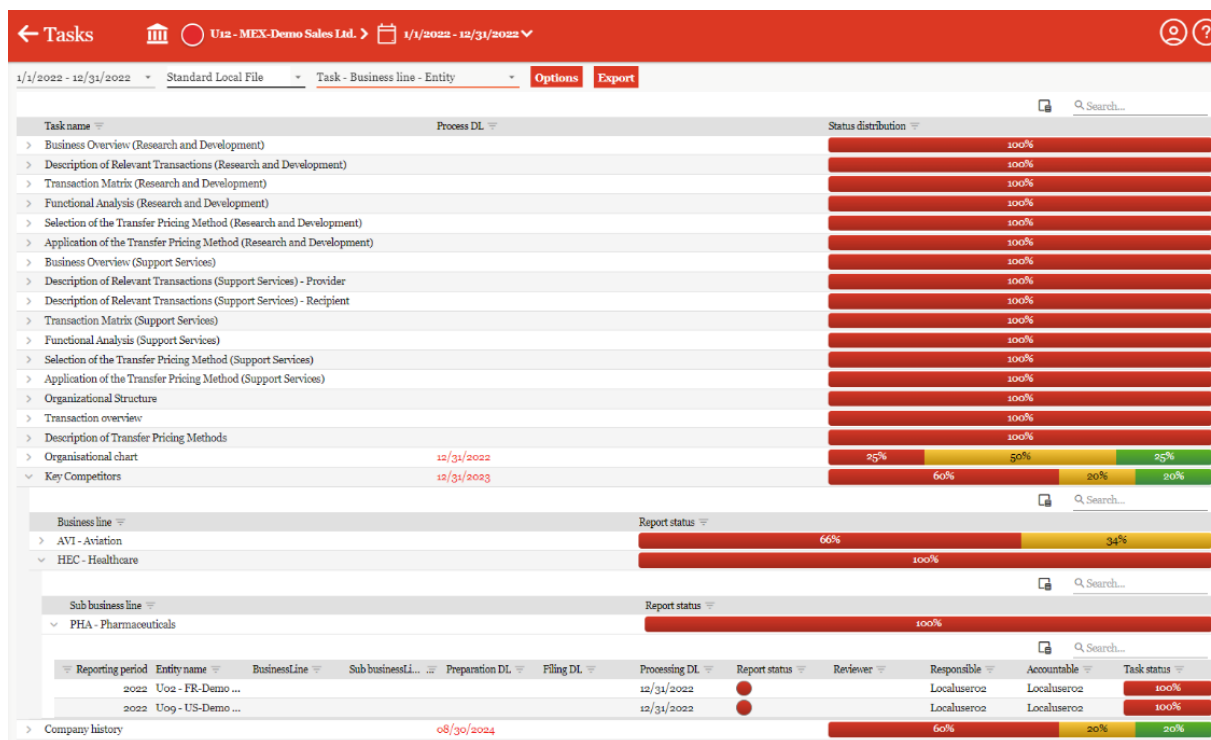 Tasks U12 - MEX-Demo Sales Ltd. 1/1/2022 - 12/31/2022 ?
1/1/2022 - 12/31/2022 Standard Local File Task - Business line - Entity Options Export
Search...
Task name Process DL Status distribution
Business Overview (Research and Development) 100%
Description of Relevant Transactions (Research and Development) 100%
Transaction Matrix (Research and Development) 100%
Functional Analysis (Research and Development) 100%
Selection of the Transfer Pricing Method (Research and Development) 100%
Application of the Transfer Pricing Method (Research and Development) 100%
Business Overview (Support Services) 100%
Description of Relevant Transactions (Support Services) - Provider 100%
Description of Relevant Transactions (Support Services) - Recipient 100%
Transaction Matrix (Support Services) 100%
Functional Analysis (Support Services) 100%
Selection of the Transfer Pricing Method (Support Services) 100%
Application of the Transfer Pricing Method (Support Services) 100%
Organizational Structure 100%
Transaction overview 100%
Description of Transfer Pricing Methods 100%
Organisational chart 12/31/2022 25% 50% 25%
Key Competitors 12/31/2023 60% 20% 20%
Search...
Business line Report status
AVI - Aviation 66% 34%
HEC - Healthcare 100%
Search...
Sub business line Report status
PHA - Pharmaceuticals 100%
Search...
Reporting period Entity name BusinessLine Sub businessLi... Preparation DL Filing DL Processing DL Report status Reviewer Responsible Accountable Task status
2022 U02 - FR-Demo ... 12/31/2022 Localuser02 Localuser02 100%
2022 U09 - US-Demo ... 12/31/2022 Localuser02 Localuser02 100%
Company history 08/30/2024 60% 20% 20%